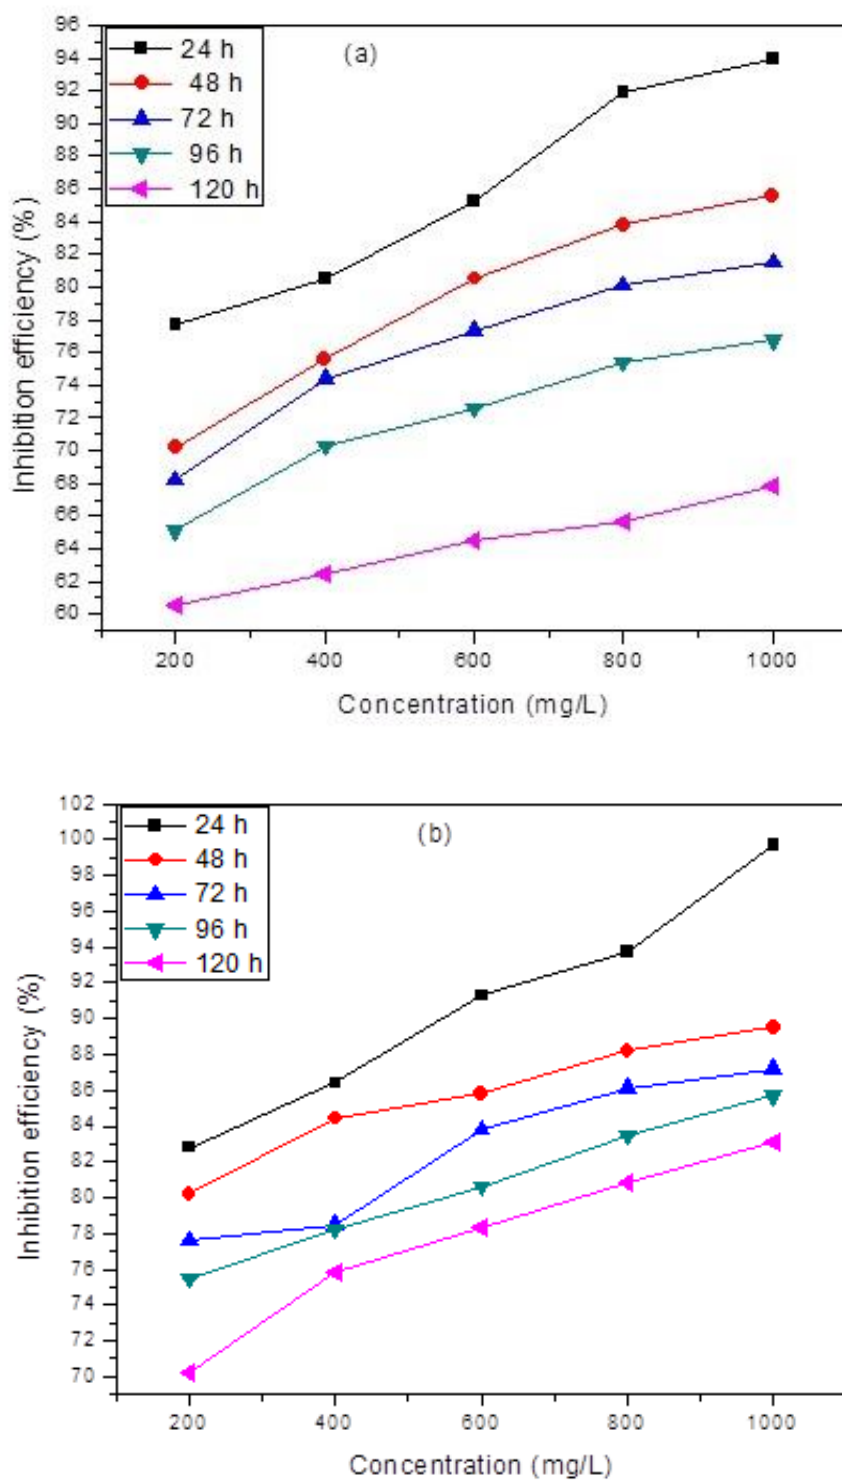 (a)
24 h
48 h
72 h
96 h
120 h
96
94
92
90
88
86
84
82
80
78
76
74
72
70
68
66
64
62
60
Inhibition efficiency (%)
200 400 600 800 1000
Concentration (mg/L)
(b)
24 h
48 h
72 h
96 h
120 h
102
100
98
96
94
92
90
88
86
84
82
80
78
76
74
72
70
Inhibition efficiency (%)
200 400 600 800 1000
Concentration (mg/L)